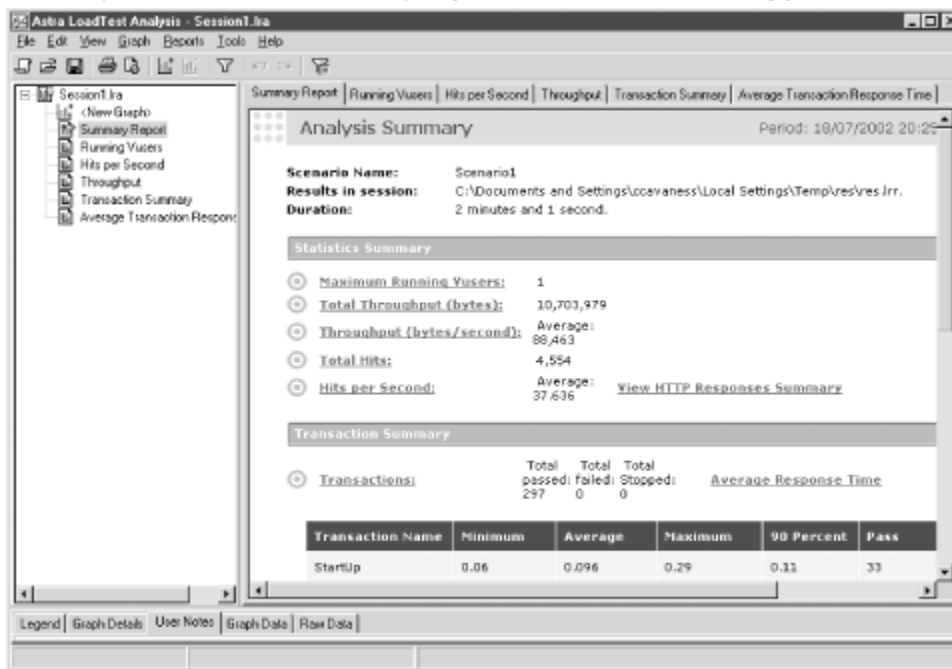 Astra LoadTest Analysis - Session1.lra
File Edit View Graph Reports Tools Help
Session1.lra
<New Graph>
Summary Report
Running Vusers
Hits per Second
Throughput
Transaction Summary
Average Transaction Respons
Summary Report Running Vusers Hits per Second Throughput Transaction Summary Average Transaction Response Time
Analysis Summary Period: 18/07/2002 20:29
Scenario Name: Scenario1
Results in session: C:\Documents and Settings\ccavaness\Local Settings\Temp\res\res.lrr.
Duration: 2 minutes and 1 second.
Statistics Summary
Maximum Running Vusers: 1
Total Throughput (bytes): 10,703,979
Throughput (bytes/second): Average: 88,463
Total Hits: 4,554
Hits per Second: Average: 37.636 View HTTP Responses Summary
Transaction Summary
Transactions: Total passed: 297 Total failed: 0 Total Stopped: 0 Average Response Time
Transaction Name Minimum Average Maximum 90 Percent Pass
StartUp 0.06 0.096 0.29 0.11 33
Legend Graph Details User Notes Graph Data Raw Data